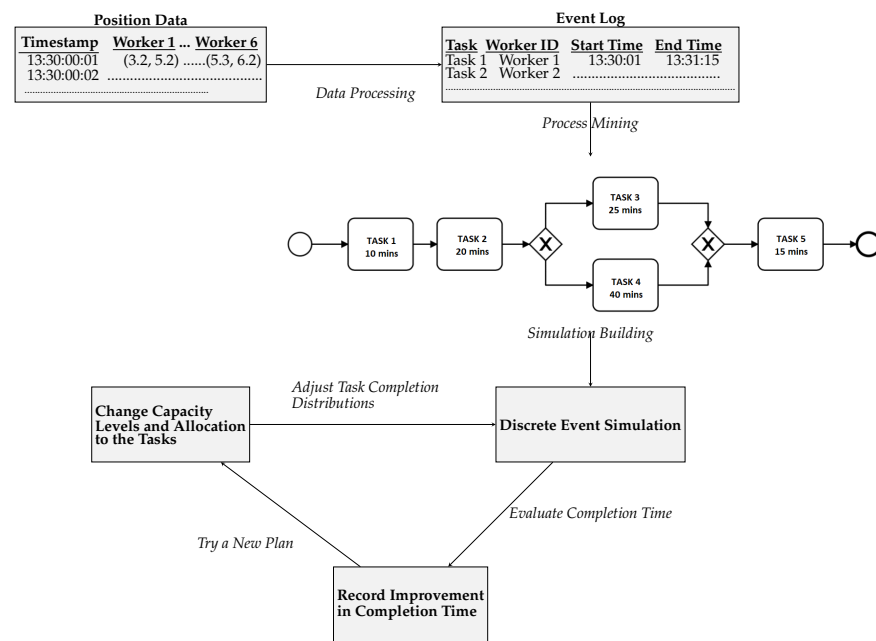 Position Data
Timestamp Worker 1 ... Worker 6
13:30:00:01 (3.2, 5.2) ......(5.3, 6.2)
13:30:00:02 ..........................................
..........................................................
Data Processing
Event Log
Task Worker ID Start Time End Time
Task 1 Worker 1 13:30:01 13:31:15
Task 2 Worker 2 ..........................................
..........................................................
Process Mining
TASK 1
10 mins
TASK 2
20 mins
X
TASK 3
25 mins
TASK 4
40 mins
X
TASK 5
15 mins
Simulation Building
Change Capacity
Levels and Allocation
to the Tasks
Adjust Task Completion
Distributions
Discrete Event Simulation
Evaluate Completion Time
Try a New Plan
Record Improvement
in Completion Time